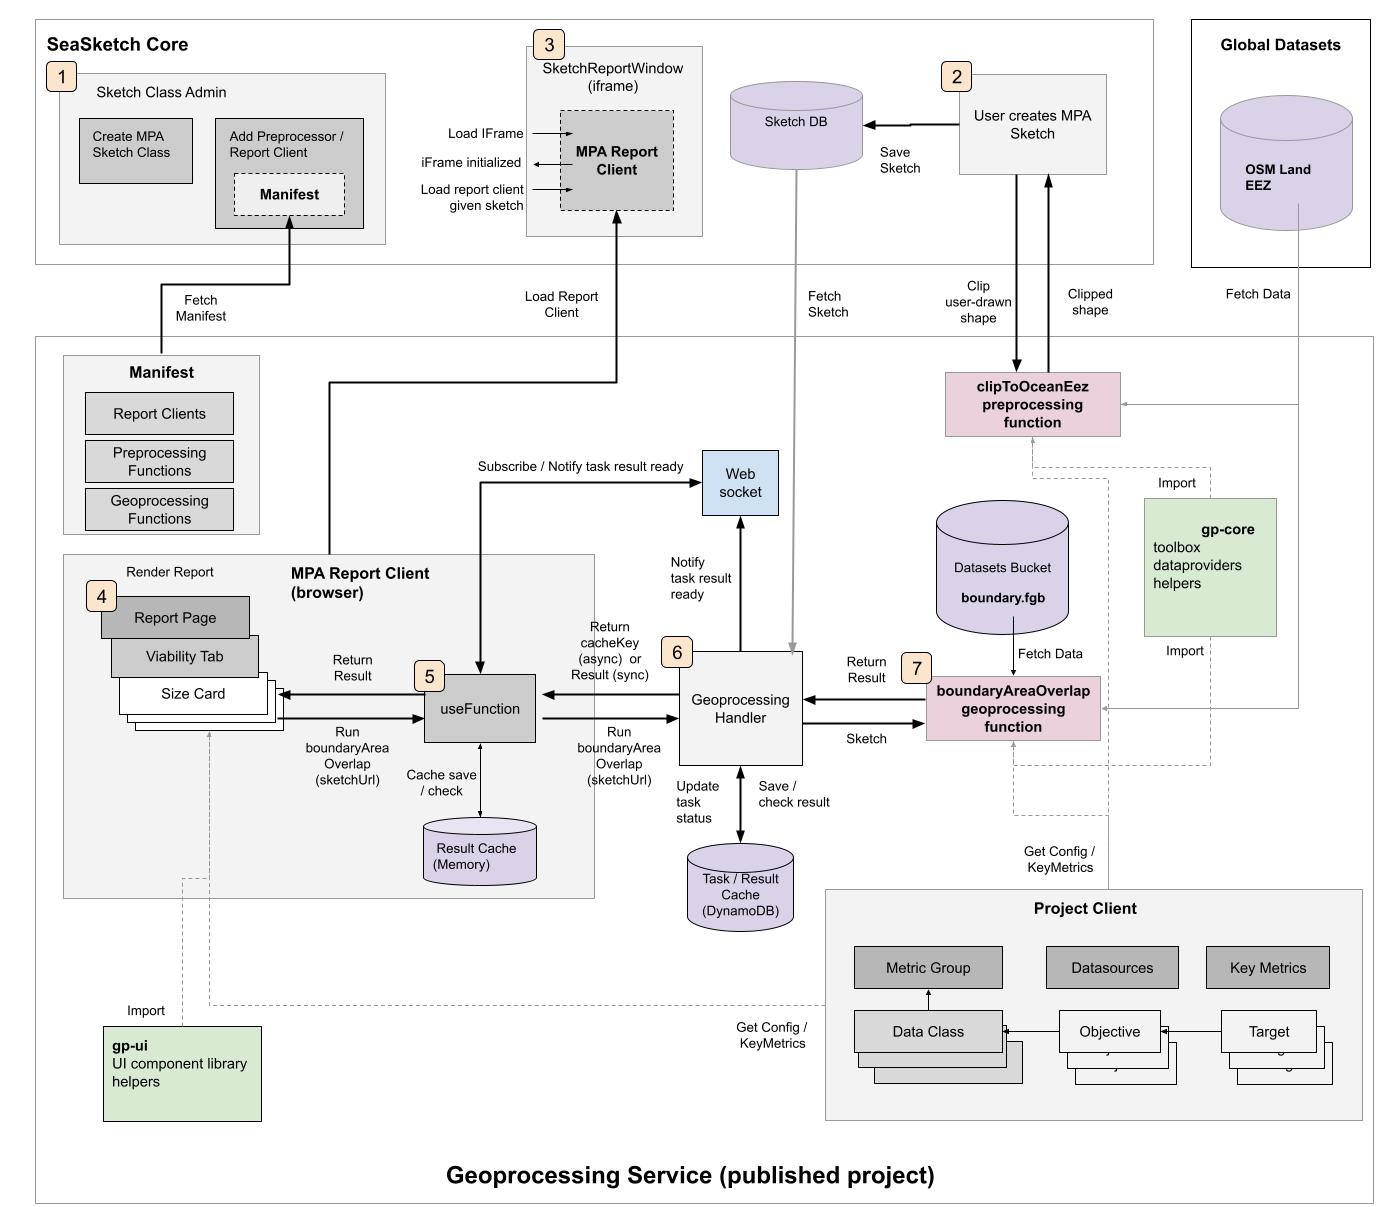 SeaSketch Core
1
Sketch Class Admin
Create MPA
Sketch Class
Add Preprocessor /
Report Client
Manifest
3
SketchReportWindow
(iframe)
Load IFrame
iFrame initialized
Load report client
given sketch
MPA Report
Client
Sketch DB
Save
Sketch
2
User creates MPA
Sketch
Global Datasets
OSM Land
EEZ
Fetch
Manifest
Load Report
Client
Fetch
Sketch
Clip
user-drawn
shape
Clipped
shape
Fetch Data
Manifest
Report Clients
Preprocessing
Functions
Geoprocessing
Functions
clipToOceanEez
preprocessing
function
Subscribe / Notify task result ready
Web
socket
Import
gp-core
toolbox
dataproviders
helpers
Import
Datasets Bucket
boundary.fgb
Fetch Data
Render Report
MPA Report Client
(browser)
4
Report Page
Viability Tab
Size Card
Return
Result
Run
boundaryArea
Overlap
(sketchUrl)
5
useFunction
Cache save
/ check
Result Cache
(Memory)
Notify
task result
ready
Return
cacheKey
(async)  or
Result (sync)
Run
boundaryArea
Overlap
(sketchUrl)
6
Geoprocessing
Handler
Return
Result
Sketch
7
boundaryAreaOverlap
geoprocessing
function
Update
task
status
Save /
check result
Task / Result
Cache
(DynamoDB)
Get Config /
KeyMetrics
Project Client
Metric Group
Datasources
Key Metrics
Data Class
Objective
Target
Get Config /
KeyMetrics
Import
gp-ui
UI component library
helpers
Geoprocessing Service (published project)